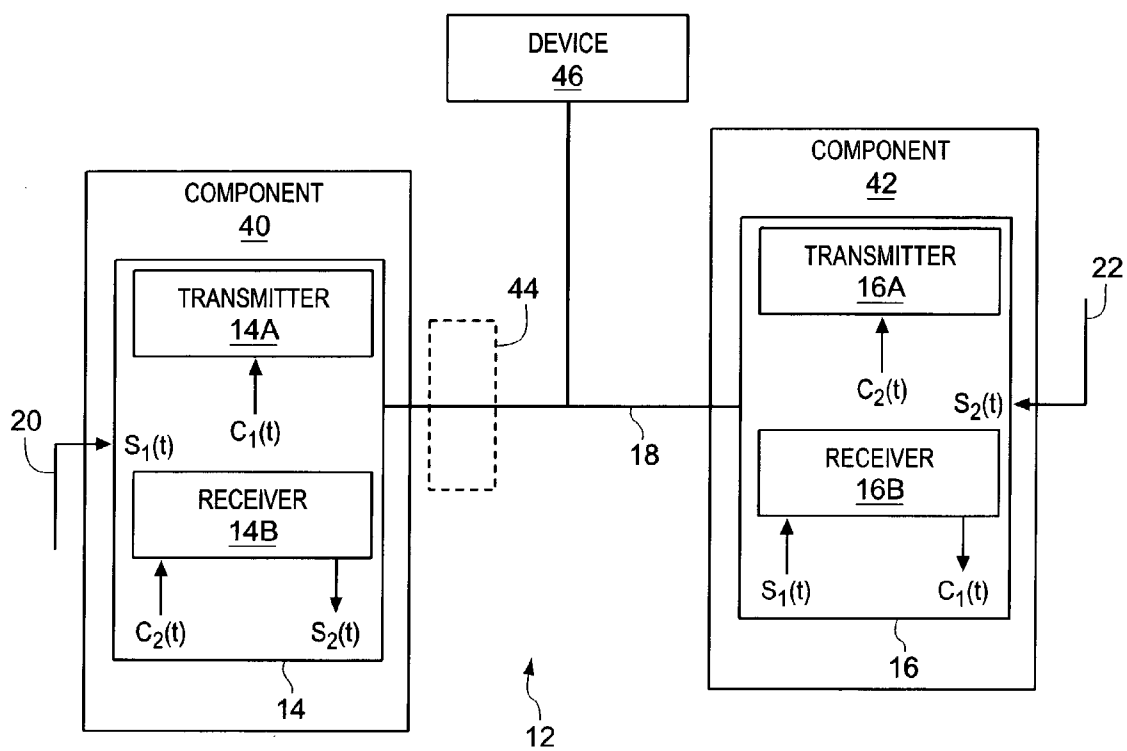 DEVICE
46
COMPONENT
42
COMPONENT
40
TRANSMITTER
16A
TRANSMITTER
14A
44
22
C2(t)
S2(t)
20
S1(t)
C1(t)
18
RECEIVER
16B
RECEIVER
14B
S1(t)
C1(t)
C2(t)
S2(t)
14
16
12